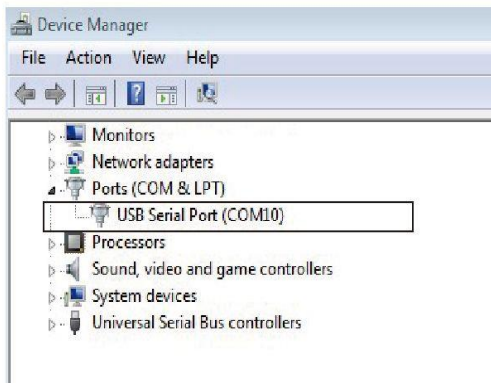 Device Manager
File Action View Help
Monitors
Network adapters
Ports (COM & LPT)
USB Serial Port (COM10)
Processors
Sound, video and game controllers
System devices
Universal Serial Bus controllers